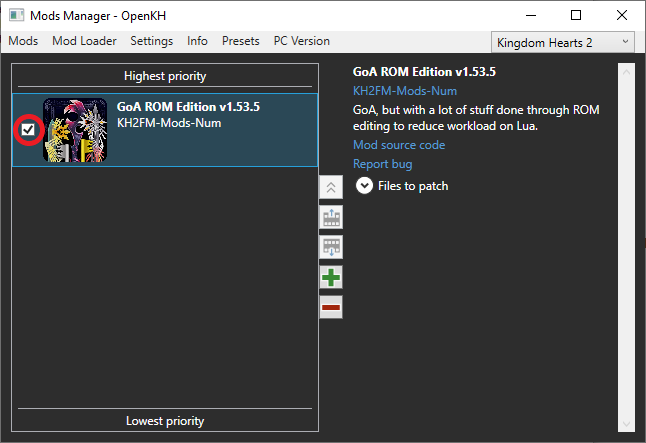 Mods Manager - OpenKH
Mods Mod Loader Settings Info Presets PC Version Kingdom Hearts 2
Highest priority
GoA ROM Edition v1.53.5
KH2FM-Mods-Num
Lowest priority
GoA ROM Edition v1.53.5
KH2FM-Mods-Num
GoA, but with a lot of stuff done through ROM
editing to reduce workload on Lua.
Mod source code
Report bug
Files to patch